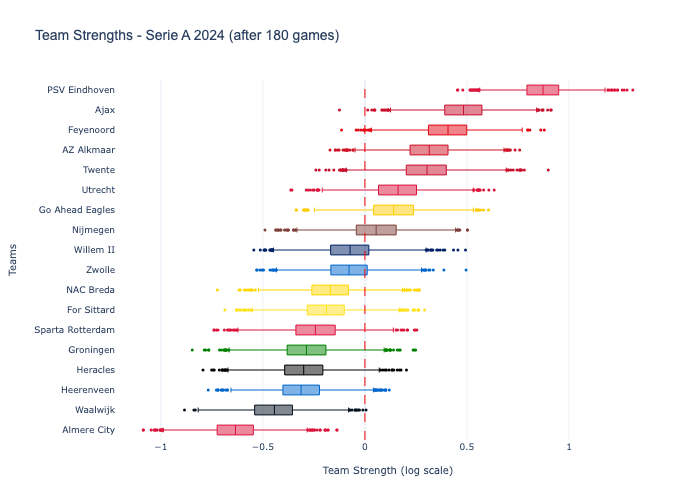 Team Strengths - Serie A 2024 (after 180 games)
PSV Eindhoven
Ajax
Feyenoord
AZ Alkmaar
Twente
Utrecht
Go Ahead Eagles
Nijmegen
Willem II
Zwolle
NAC Breda
For Sittard
Sparta Rotterdam
Groningen
Heracles
Heerenveen
Waalwijk
Almere City
Teams
−1
−0.5
0
0.5
1
Team Strength (log scale)